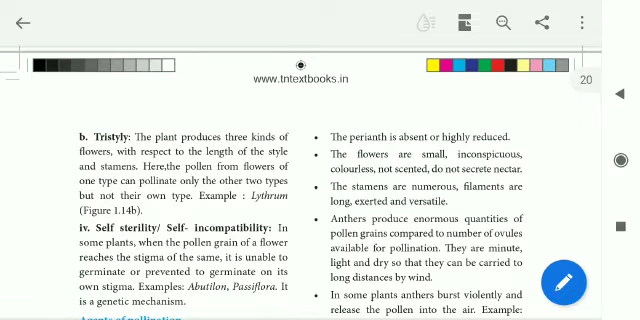 www.tntextbooks.in
20
b. Tristyly: The plant produces three kinds of
flowers, with respect to the length of the style
and stamens. Here,the pollen from flowers of
one type can pollinate only the other two types
but not their own type. Example : Lythrum
(Figure 1.14b).
iv. Self sterility/ Self- incompatibility: In
some plants, when the pollen grain of a flower
reaches the stigma of the same, it is unable to
germinate or prevented to germinate on its
own stigma. Examples: Abutilon, Passiflora. It
is a genetic mechanism.
Agents of pollination
• The perianth is absent or highly reduced.
• The flowers are small, inconspicuous,
colourless, not scented, do not secrete nectar.
• The stamens are numerous, filaments are
long, exerted and versatile.
• Anthers produce enormous quantities of
pollen grains compared to number of ovules
available for pollination. They are minute,
light and dry so that they can be carried to
long distances by wind.
• In some plants anthers burst violently and
release the pollen into the air. Example: